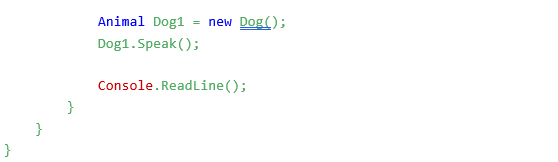 Animal Dog1 = new Dog();
Dog1.Speak();
Console.ReadLine();
}
}
}